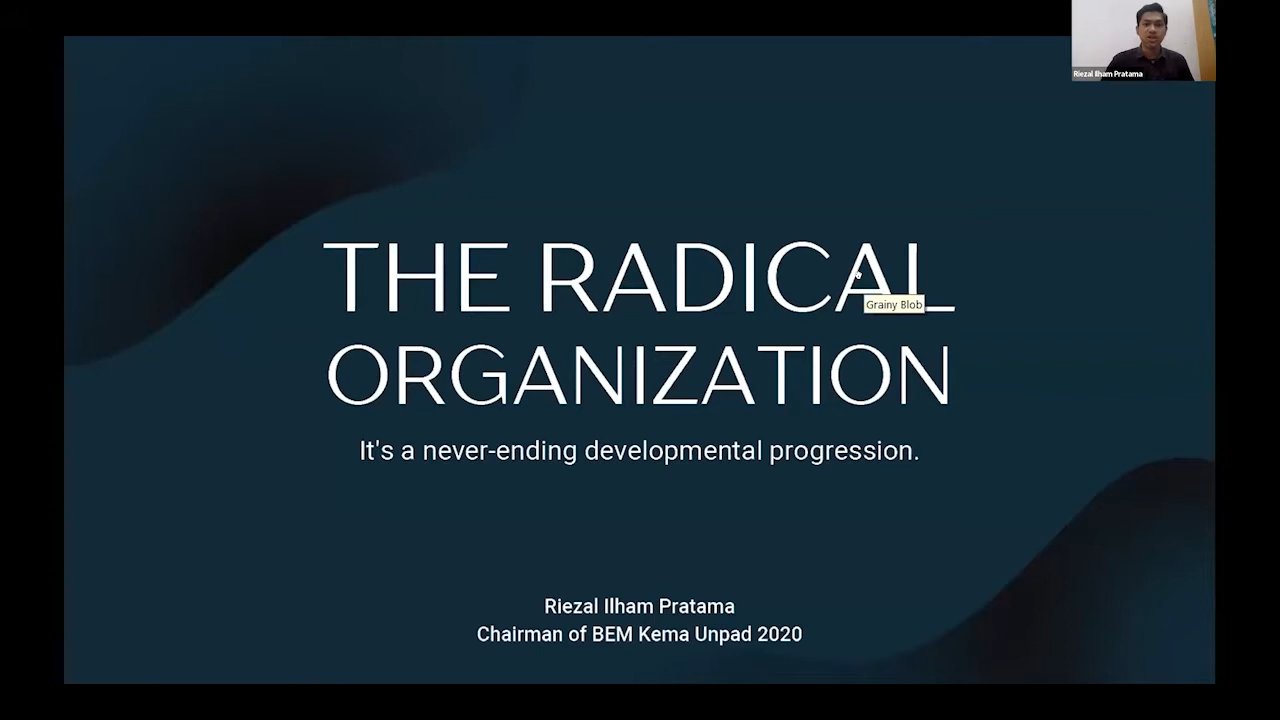 Riezal Ilham Pratama
THE RADICAL
Grainy Blob
ORGANIZATION
It's a never-ending developmental progression.
Riezal Ilham Pratama
Chairman of BEM Kema Unpad 2020